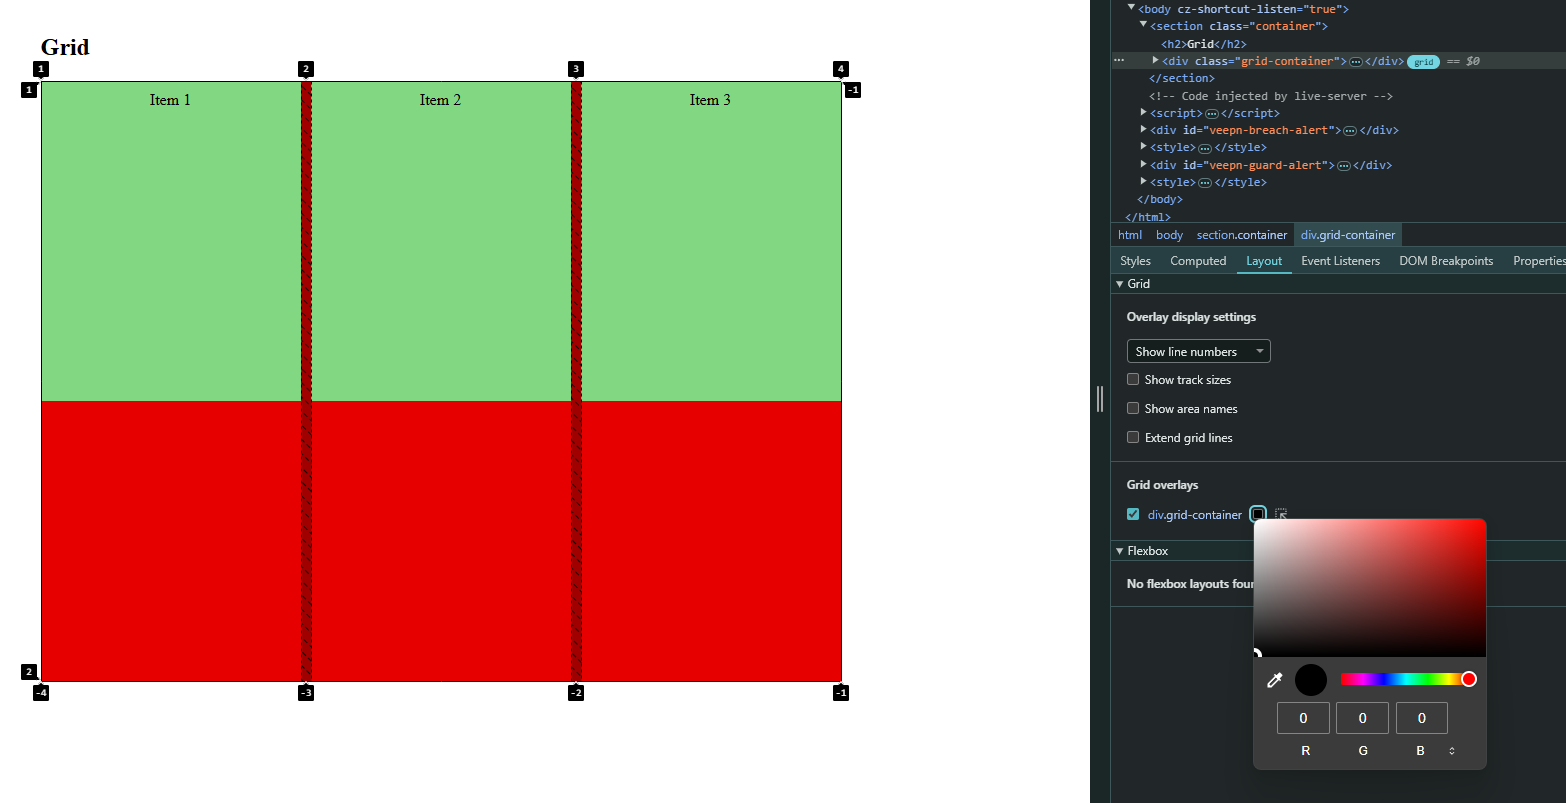 Grid
1 2 3 4
1 -1
Item 1 Item 2 Item 3
2
-4 -3 -2 -1
<body cz-shortcut-listen="true">
<section class="container">
<h2>Grid</h2>
<div class="grid-container">…</div> grid == $0
</section>
<!-- Code injected by live-server -->
<script>…</script>
<div id="veepn-breach-alert">…</div>
<style>…</style>
<div id="veepn-guard-alert">…</div>
<style>…</style>
</body>
</html>
html body section.container div.grid-container
Styles Computed Layout Event Listeners DOM Breakpoints Properties
Grid
Overlay display settings
Show line numbers
Show track sizes
Show area names
Extend grid lines
Grid overlays
div.grid-container
Flexbox
No flexbox layouts
0 0 0
R G B